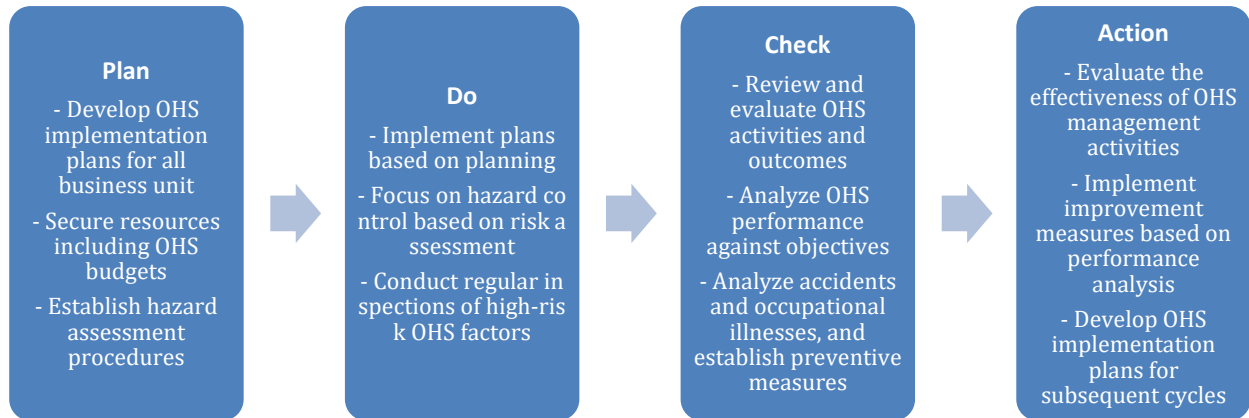 Plan
- Develop OHS
implementation
plans for all
business unit
- Secure resources
including OHS
budgets
- Establish hazard
assessment
procedures
Do
- Implement plans
based on planning
- Focus on hazard co
ntrol based on risk a
ssessment
- Conduct regular in
spections of high-ris
k OHS factors
Check
- Review and
evaluate OHS
activities and
outcomes
- Analyze OHS
performance
against objectives
- Analyze accidents
and occupational
illnesses, and
establish preventive
measures
Action
- Evaluate the
effectiveness of OHS
management
activities
- Implement
improvement
measures based on
performance
analysis
- Develop OHS
implementation
plans for
subsequent cycles